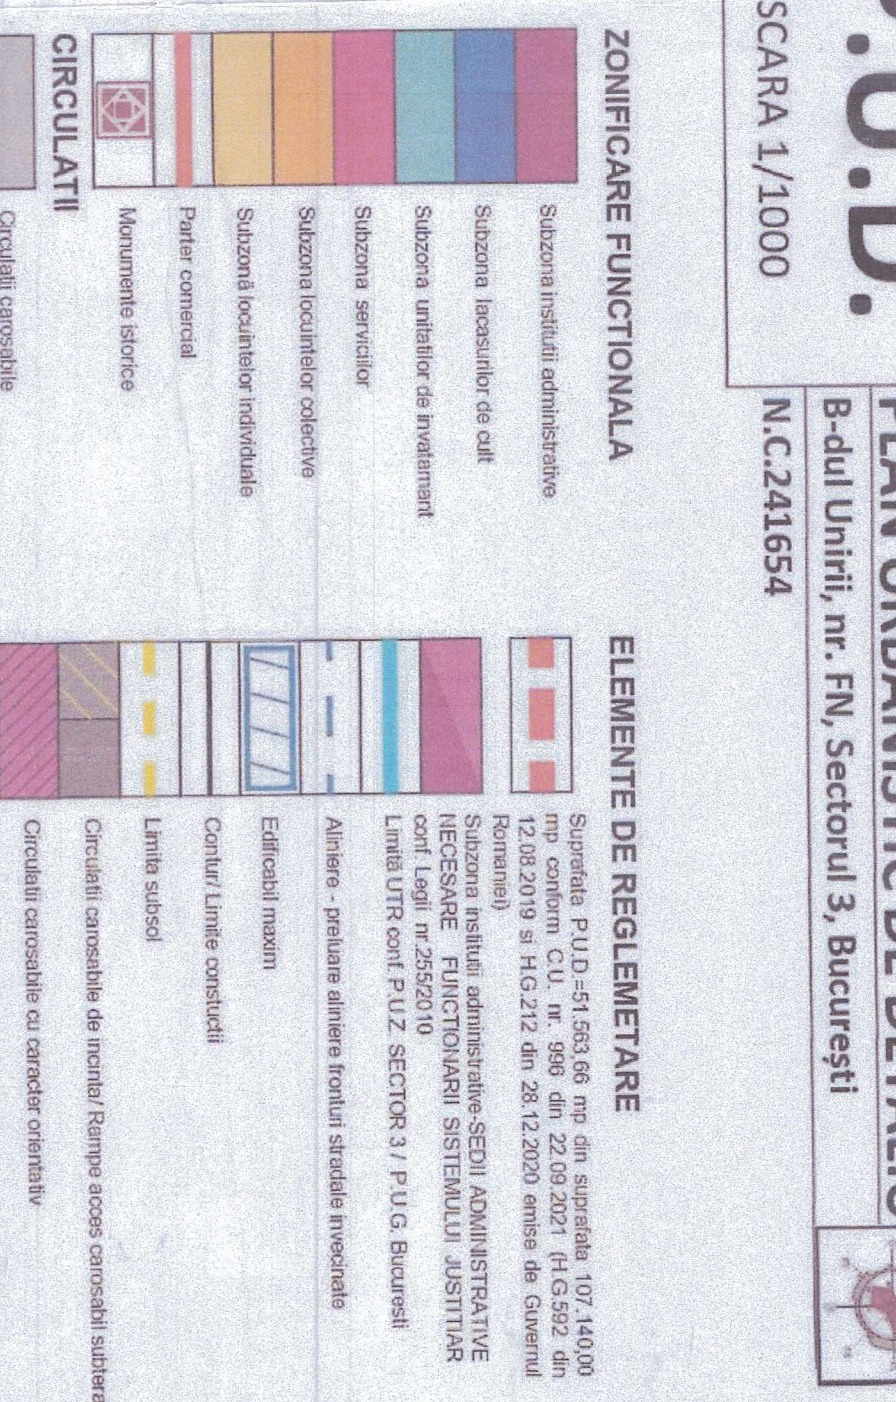 P.U.D.
SCARA 1/1000
PLAN URBANISTIC DE DETALIU
B-dul Unirii, nr. FN, Sectorul 3, București
N.C.241654
ZONIFICARE FUNCTIONALA
Subzona institutii administrative
Subzona lacasurilor de cult
Subzona unitatilor de invatamant
Subzona serviciilor
Subzona locuintelor colective
Subzonă locuintelor individuale
Parter comercial
Monumente istorice
CIRCULATII
Circulatii carosabile
ELEMENTE DE REGLEMETARE
Suprafata P.U.D.=51.563,66 mp din suprafata 107.140,00
mp conform C.U. nr. 996 din 22.09.2021 (H.G.592 din
12.08.2019 si H.G.212 din 28.12.2020 emise de Guvernul
Romaniei)
Subzona institutii administrative-SEDII ADMINISTRATIVE
NECESARE FUNCTIONARII SISTEMULUI JUSTITIAR
conf. Legii nr.255/2010
Limită UTR conf. P.U.Z. SECTOR 3 / P.U.G. Bucuresti
Aliniere - preluare aliniere fronturi stradale invecinate
Edificabil maxim
Contur/ Limite constuctii
Limita subsol
Circulatii carosabile de incinta/ Rampe acces carosabil subtera
Circulatii carosabile cu caracter orientativ